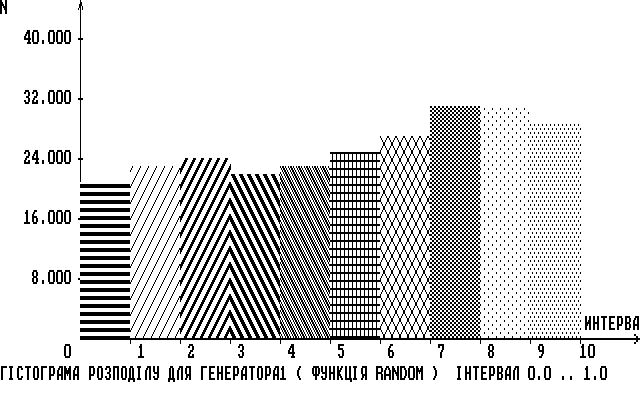 N
40.000
32.000
24.000
16.000
8.000
ИНТЕРВА
0 1 2 3 4 5 6 7 8 9 10
ГІСТОГРАМА РОЗПОДІЛУ ДЛЯ ГЕНЕРАТОРА1 ( ФУНКЦІЯ RANDOM ) ІНТЕРВАЛ 0.0 .. 1.0